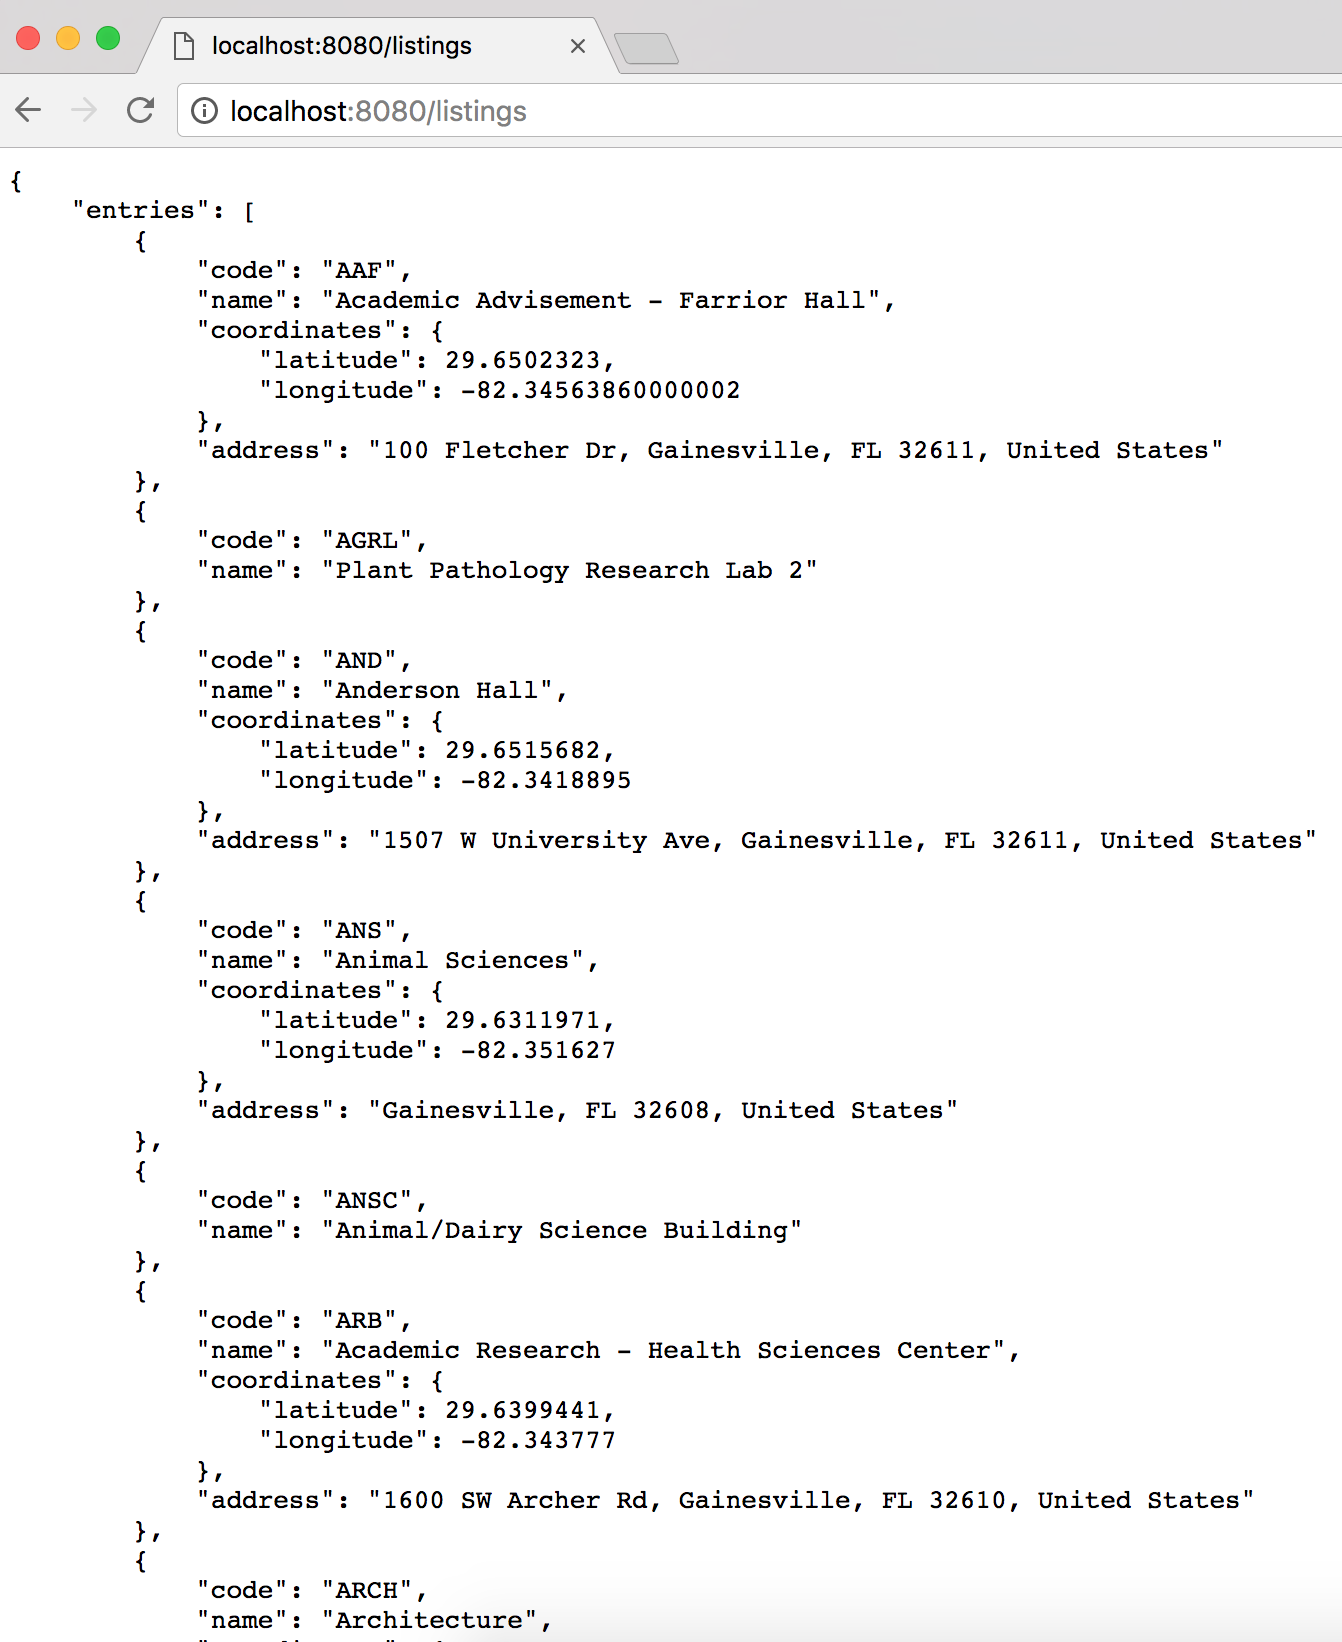 localhost:8080/listings
localhost:8080/listings
{
    "entries": [
        {
            "code": "AAF",
            "name": "Academic Advisement - Farrior Hall",
            "coordinates": {
                "latitude": 29.6502323,
                "longitude": -82.34563860000002
            },
            "address": "100 Fletcher Dr, Gainesville, FL 32611, United States"
        },
        {
            "code": "AGRL",
            "name": "Plant Pathology Research Lab 2"
        },
        {
            "code": "AND",
            "name": "Anderson Hall",
            "coordinates": {
                "latitude": 29.6515682,
                "longitude": -82.3418895
            },
            "address": "1507 W University Ave, Gainesville, FL 32611, United States"
        },
        {
            "code": "ANS",
            "name": "Animal Sciences",
            "coordinates": {
                "latitude": 29.6311971,
                "longitude": -82.351627
            },
            "address": "Gainesville, FL 32608, United States"
        },
        {
            "code": "ANSC",
            "name": "Animal/Dairy Science Building"
        },
        {
            "code": "ARB",
            "name": "Academic Research - Health Sciences Center",
            "coordinates": {
                "latitude": 29.6399441,
                "longitude": -82.343777
            },
            "address": "1600 SW Archer Rd, Gainesville, FL 32610, United States"
        },
        {
            "code": "ARCH",
            "name": "Architecture",